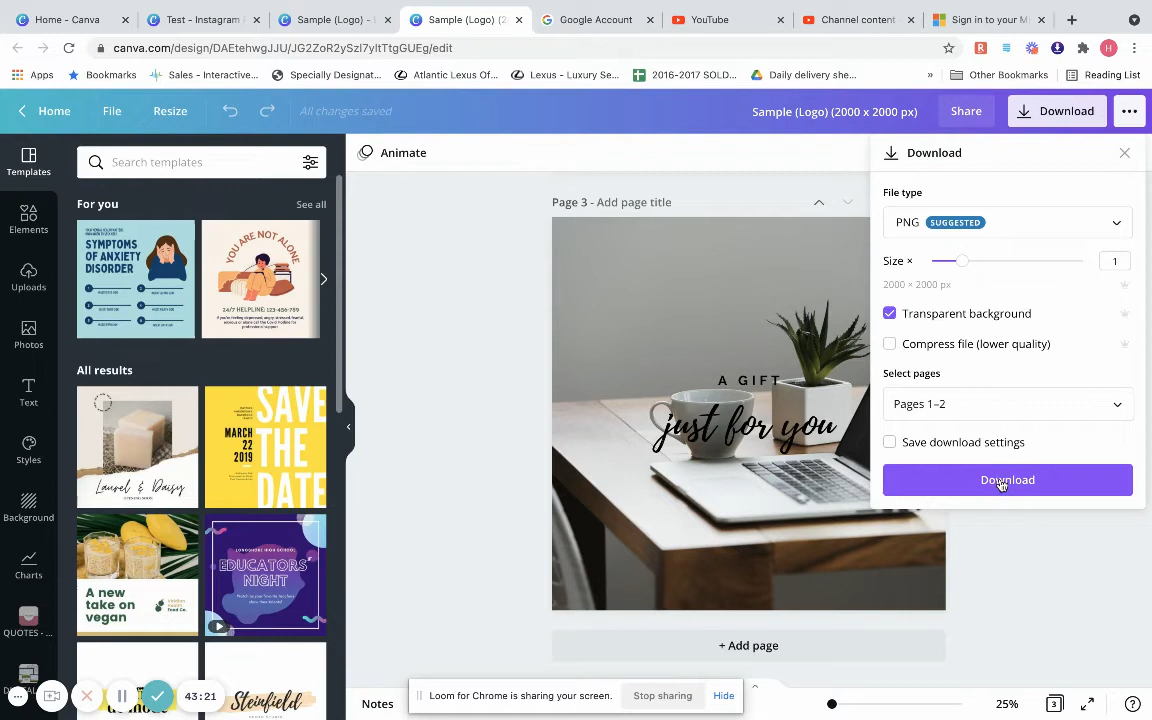 Home - Canva
Test - Instagram
Sample (Logo) -
Sample (Logo) (2
Google Account
YouTube
Channel content
Sign in to your M
canva.com/design/DAEtehwgJJU/JG2ZoR2ySzI7yltTtgGUEg/edit
R
H
Apps
Bookmarks
Sales - Interactive...
Specially Designat...
Atlantic Lexus Of...
Lexus - Luxury Se...
2016-2017 SOLD...
Daily delivery she...
»
Other Bookmarks
Reading List
Home
File
Resize
All changes saved
Sample (Logo) (2000 x 2000 px)
Share
Download
Templates
Elements
Uploads
Photos
Text
Styles
Background
Charts
QUOTES - ...
Search templates
For you
See all
SYMPTOMS
OF ANXIETY
DISORDER
YOU ARE NOT ALONE
24/7 HELPLINE: 123-456-789
All results
Laurel & Daisy
SAVE
THE
DATE
MARCH
22
2019
A new
take on
vegan
LONGSHORE HIGH SCHOOL
EDUCATORS
NIGHT
Steinfield
43:21
Animate
Page 3 - Add page title
A GIFT
just for you
+ Add page
Notes
25%
3
Loom for Chrome is sharing your screen.
Stop sharing
Hide
Download
File type
PNG SUGGESTED
Size ×
1
2000 × 2000 px
Transparent background
Compress file (lower quality)
Select pages
Pages 1–2
Save download settings
Download